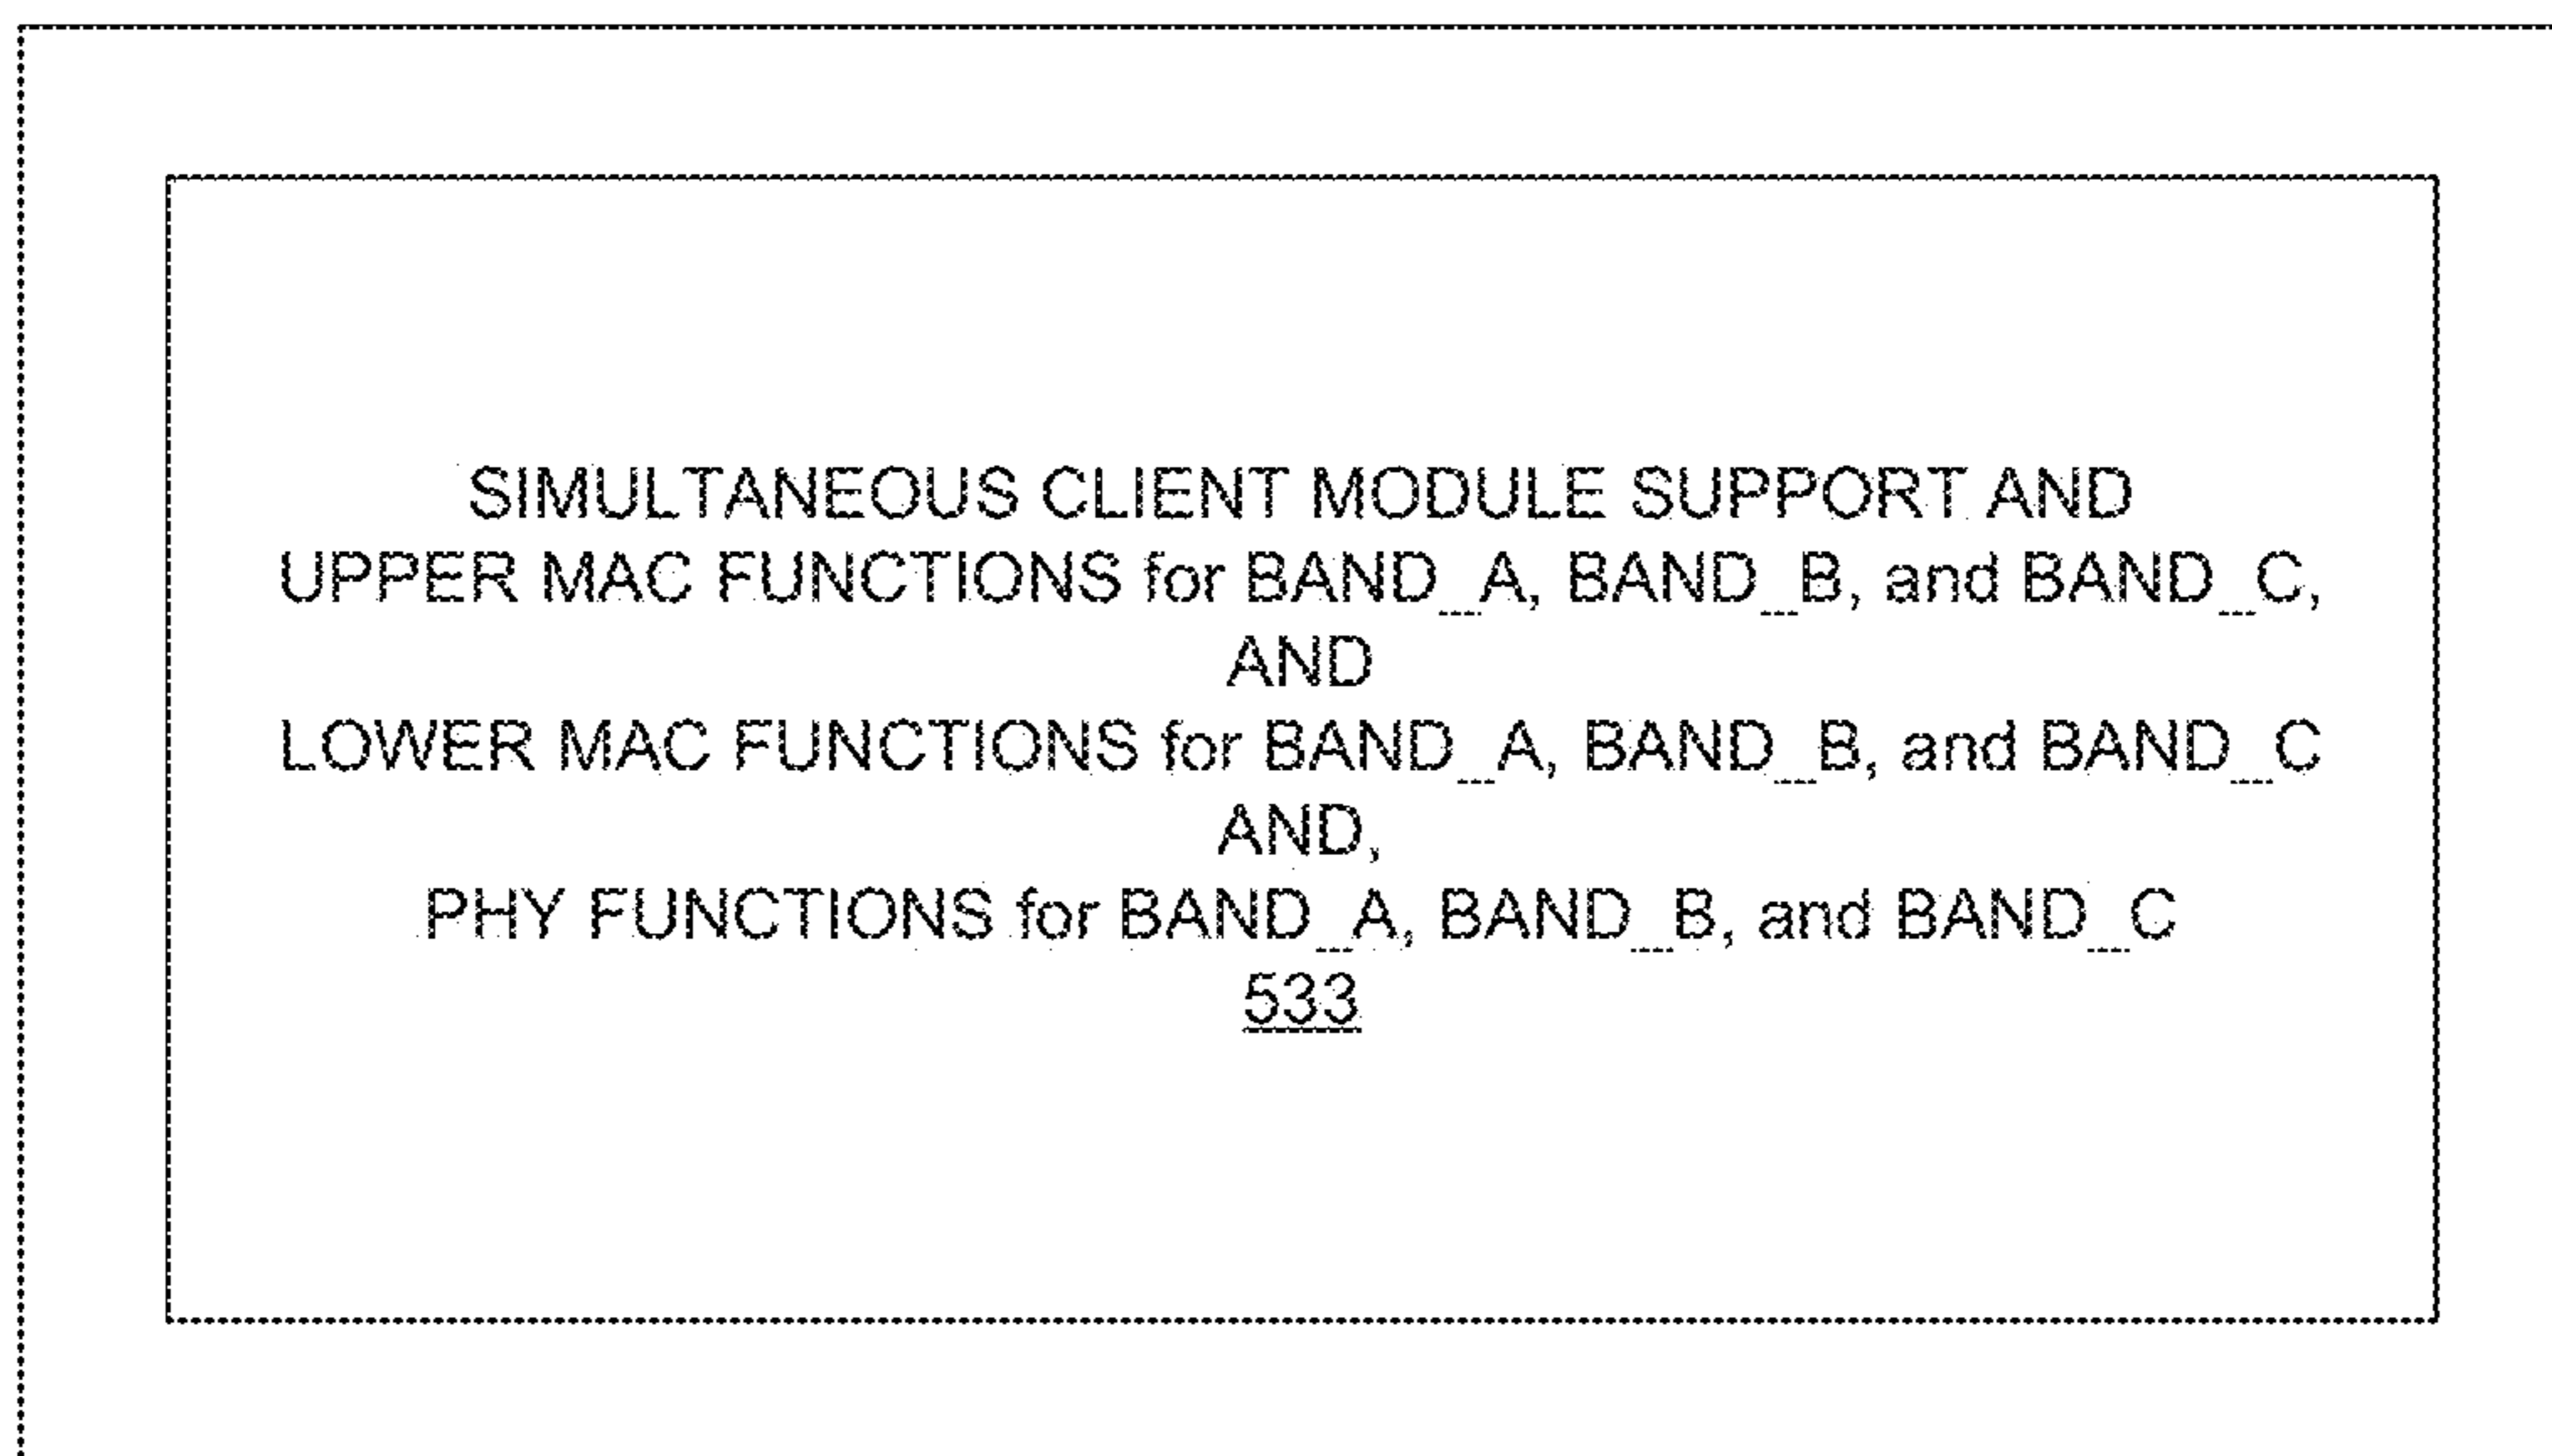 SIMULTANEOUS CLIENT MODULE SUPPORT AND
UPPER MAC FUNCTIONS for BAND_A, BAND_B, and BAND_C,
AND
LOWER MAC FUNCTIONS for BAND_A, BAND_B, and BAND_C
AND,
PHY FUNCTIONS for BAND_A, BAND_B, and BAND_C
533